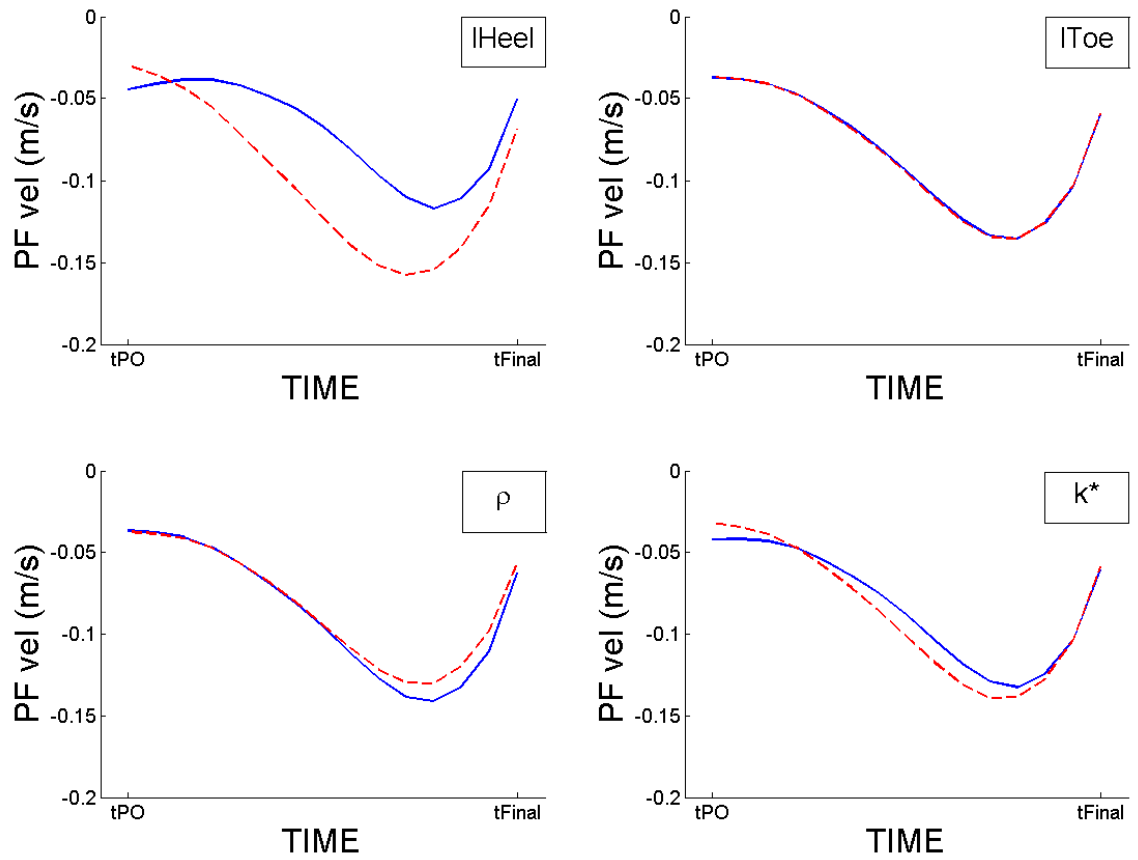 lHeel
0
-0.05
-0.1
-0.15
-0.2
PF vel (m/s)
tPO
tFinal
TIME
lToe
0
-0.05
-0.1
-0.15
-0.2
PF vel (m/s)
tPO
tFinal
TIME
ρ
0
-0.05
-0.1
-0.15
-0.2
PF vel (m/s)
tPO
tFinal
TIME
k*
0
-0.05
-0.1
-0.15
-0.2
PF vel (m/s)
tPO
tFinal
TIME